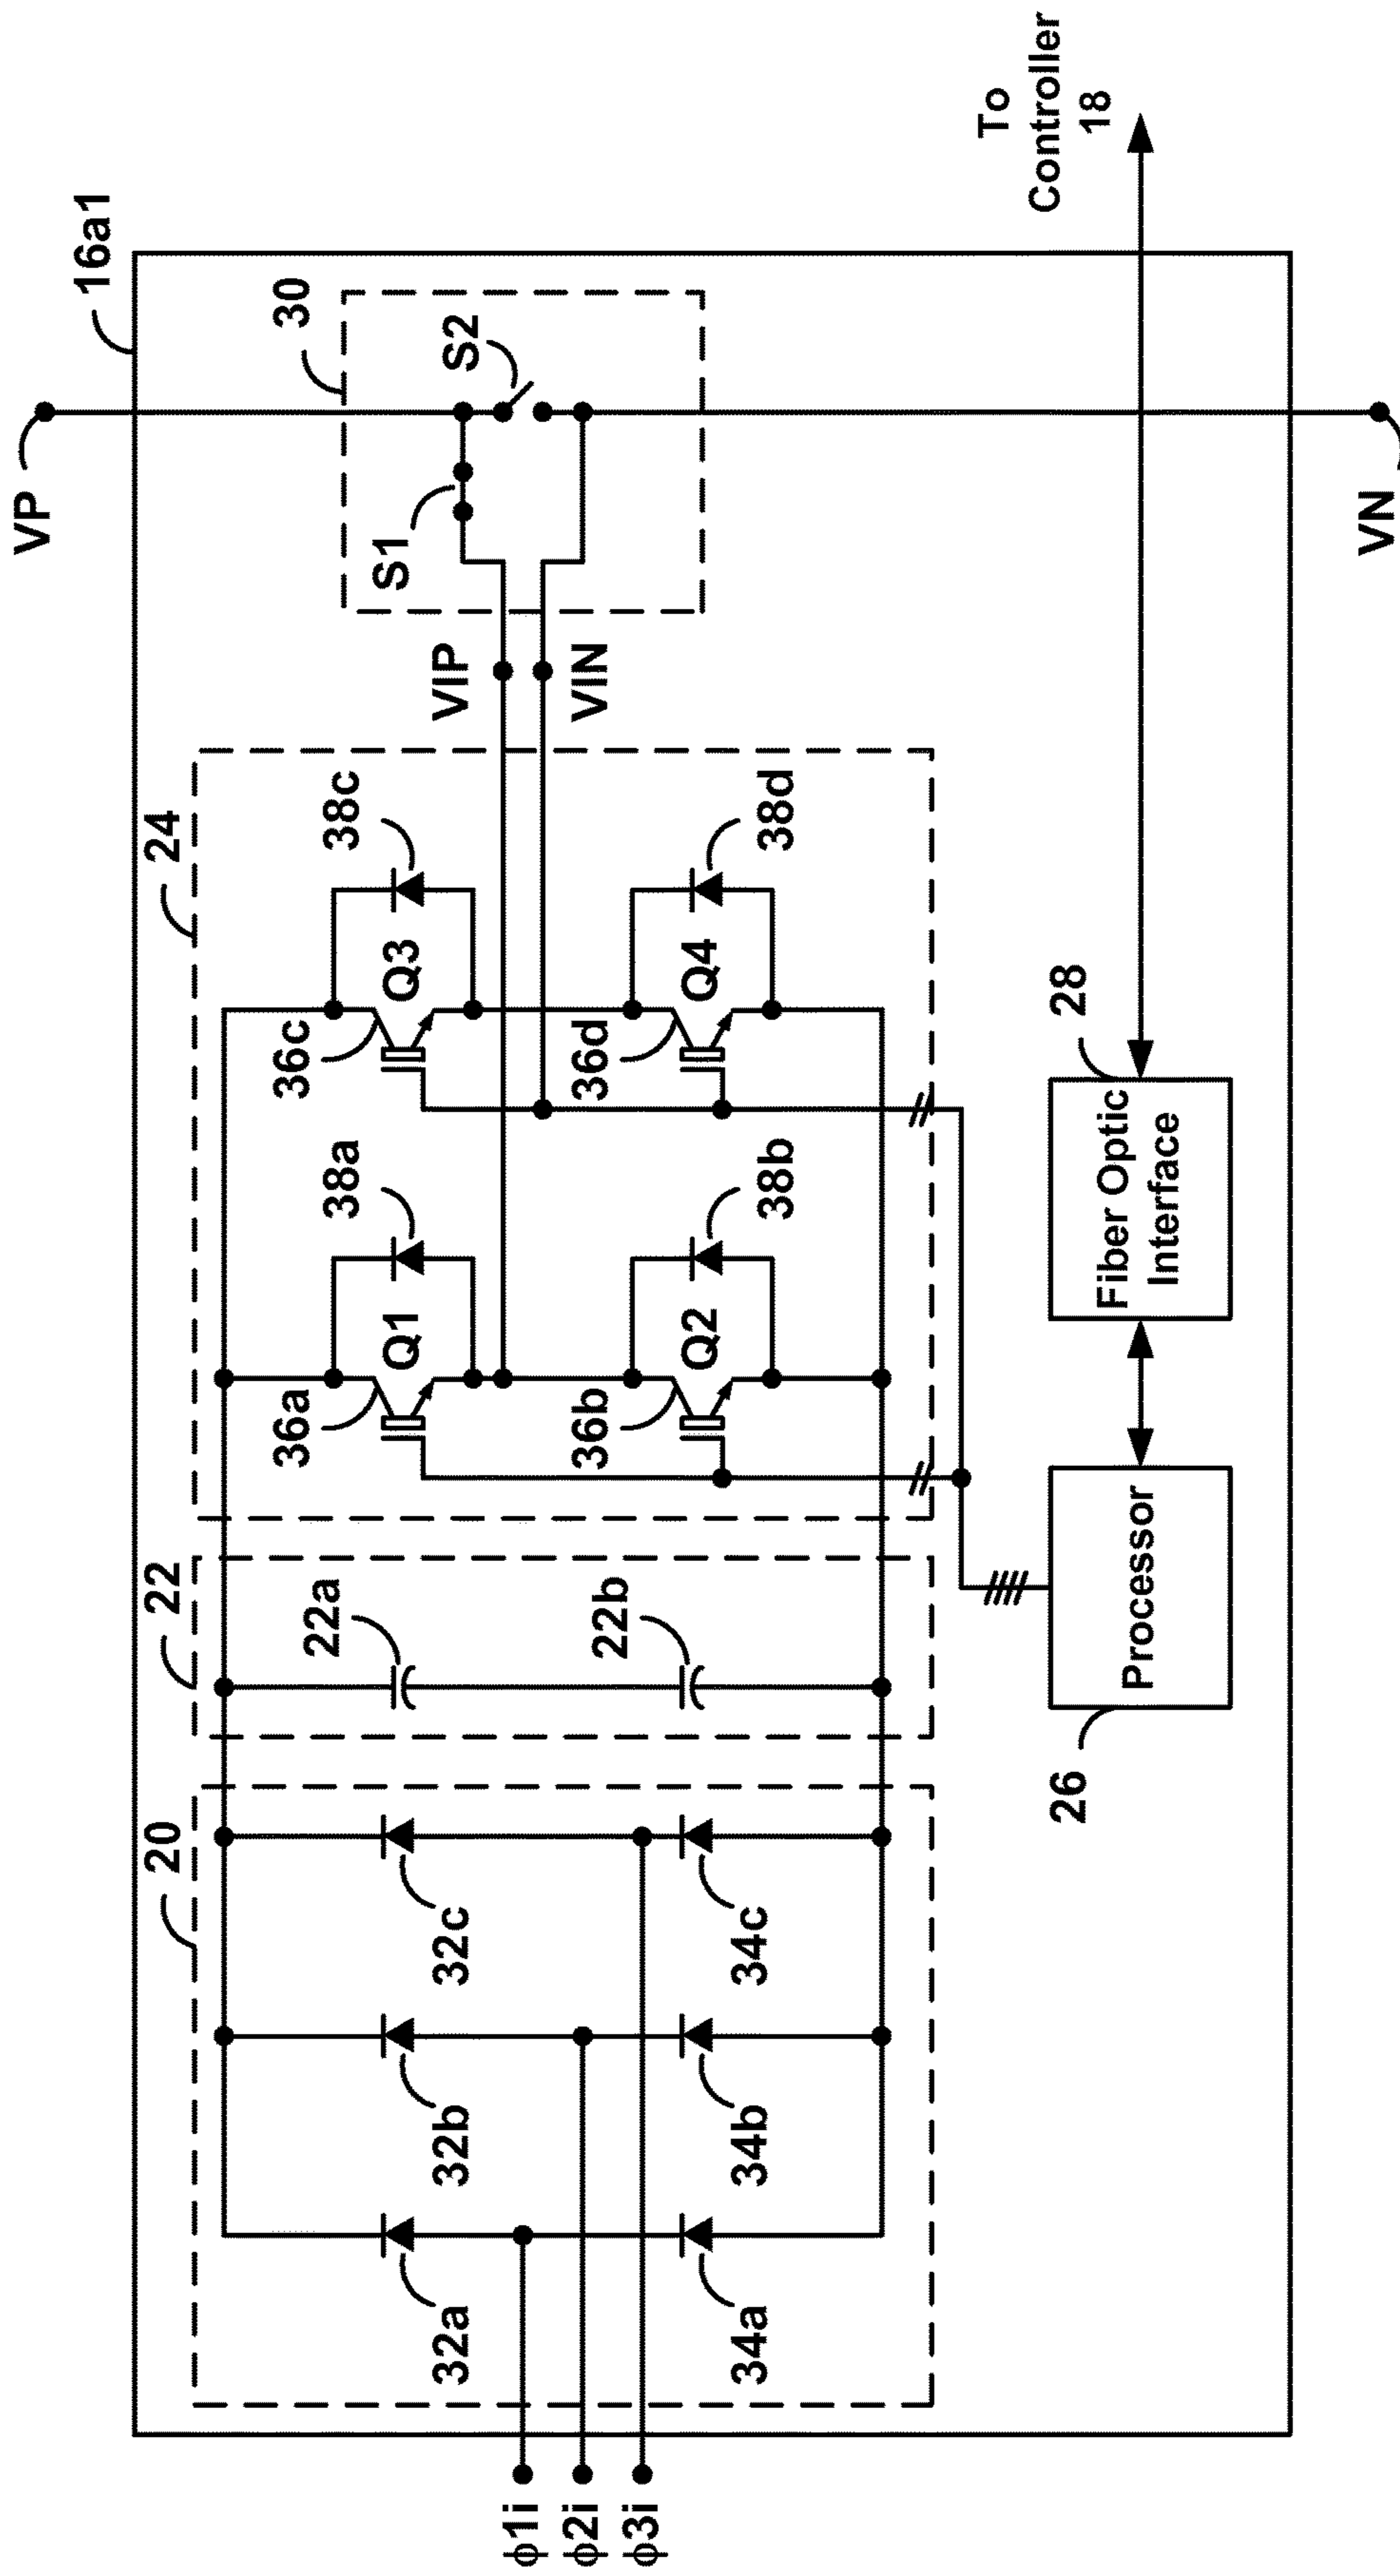 16a1
VP
30
S2
S1
VIP
VIN
VN
To
Controller
18
24
36c
Q3
38c
36d
Q4
38d
36a
Q1
38a
36b
Q2
38b
22
22a
22b
20
32a
32b
32c
34a
34b
34c
ϕ1i
ϕ2i
ϕ3i
26
Processor
28
Fiber Optic
Interface